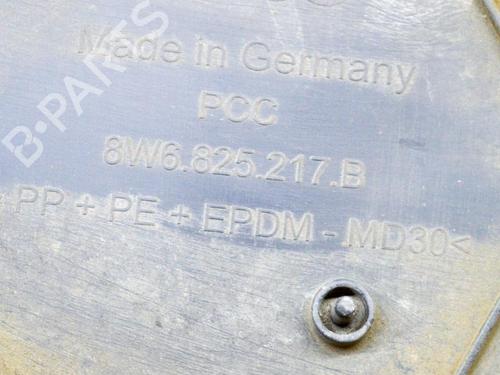 Made in Germany
PCC
8W6.825.217.B
PP + PE + EPDM - MD30<
B-PARTS